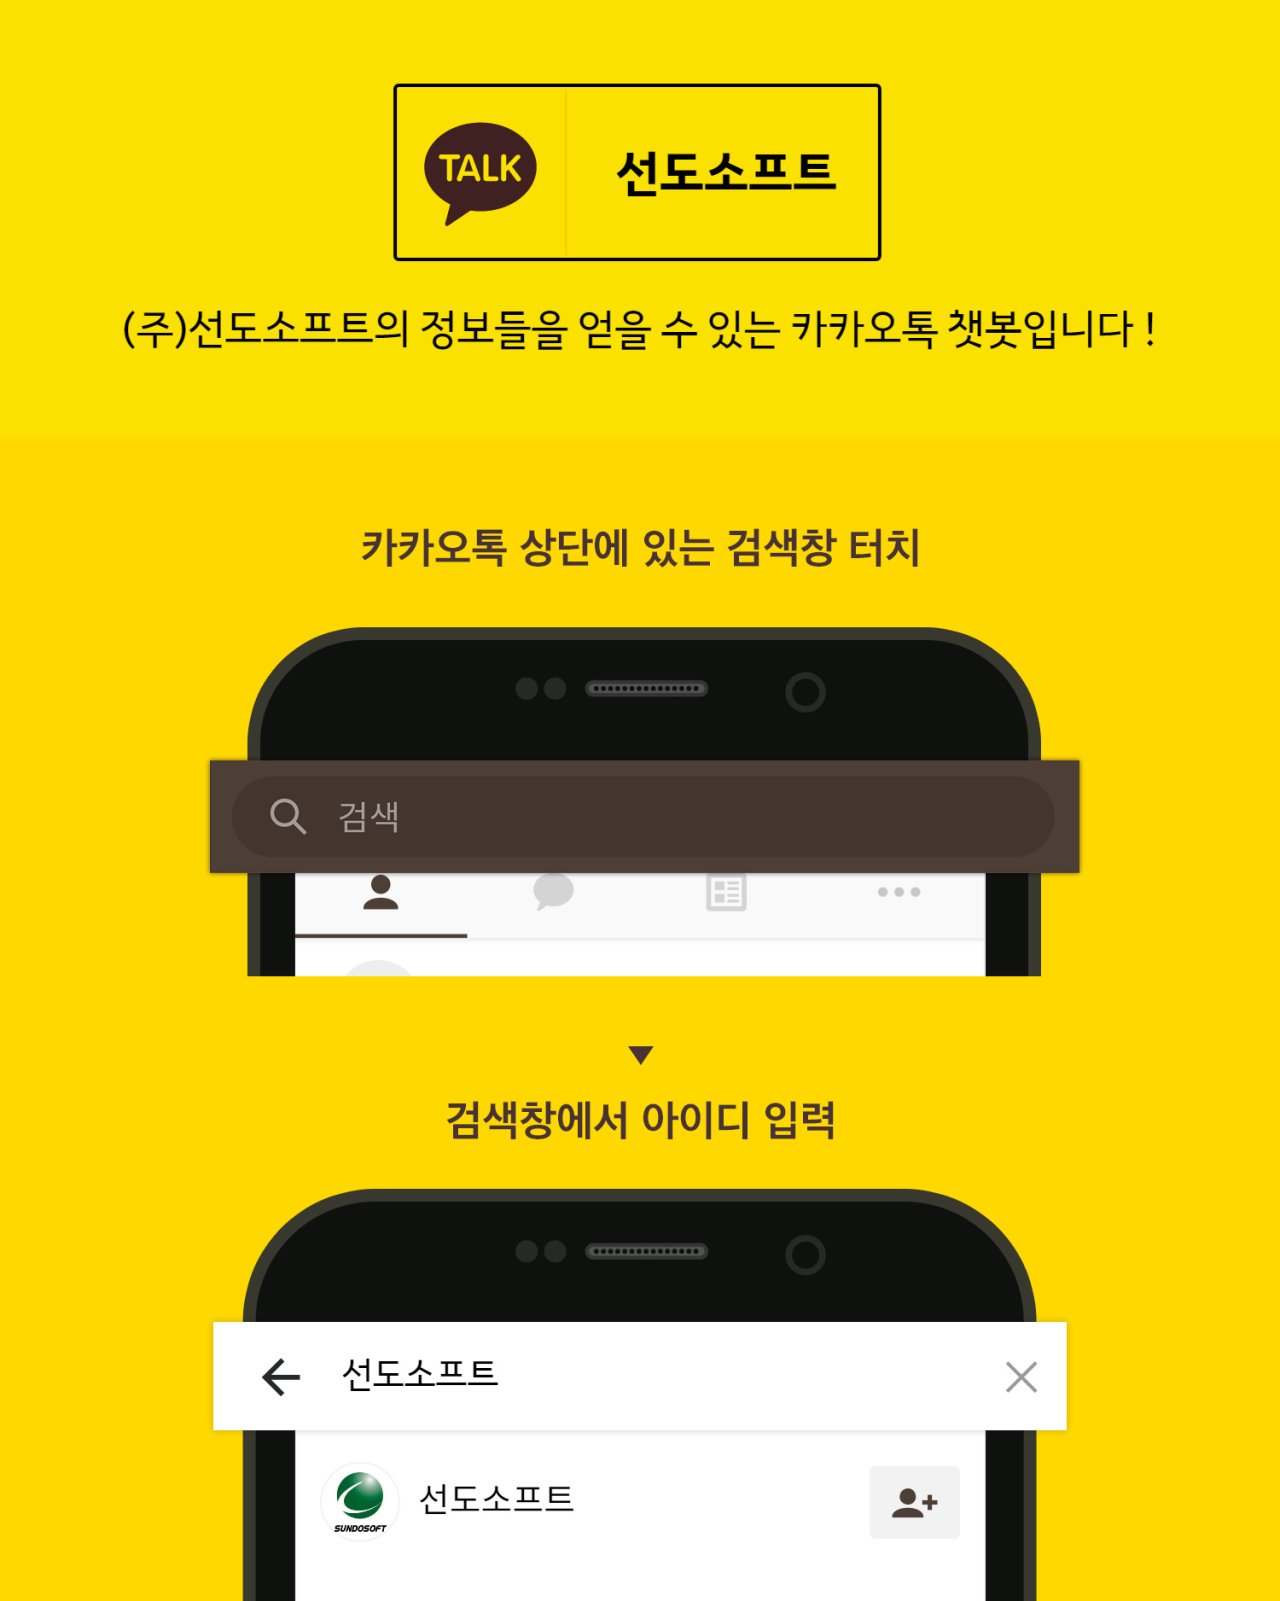 TALK
선도소프트
(주)선도소프트의 정보들을 얻을 수 있는 카카오톡 챗봇입니다 !
카카오톡 상단에 있는 검색창 터치
검색
검색창에서 아이디 입력
선도소프트
SUNDOSOFT
선도소프트